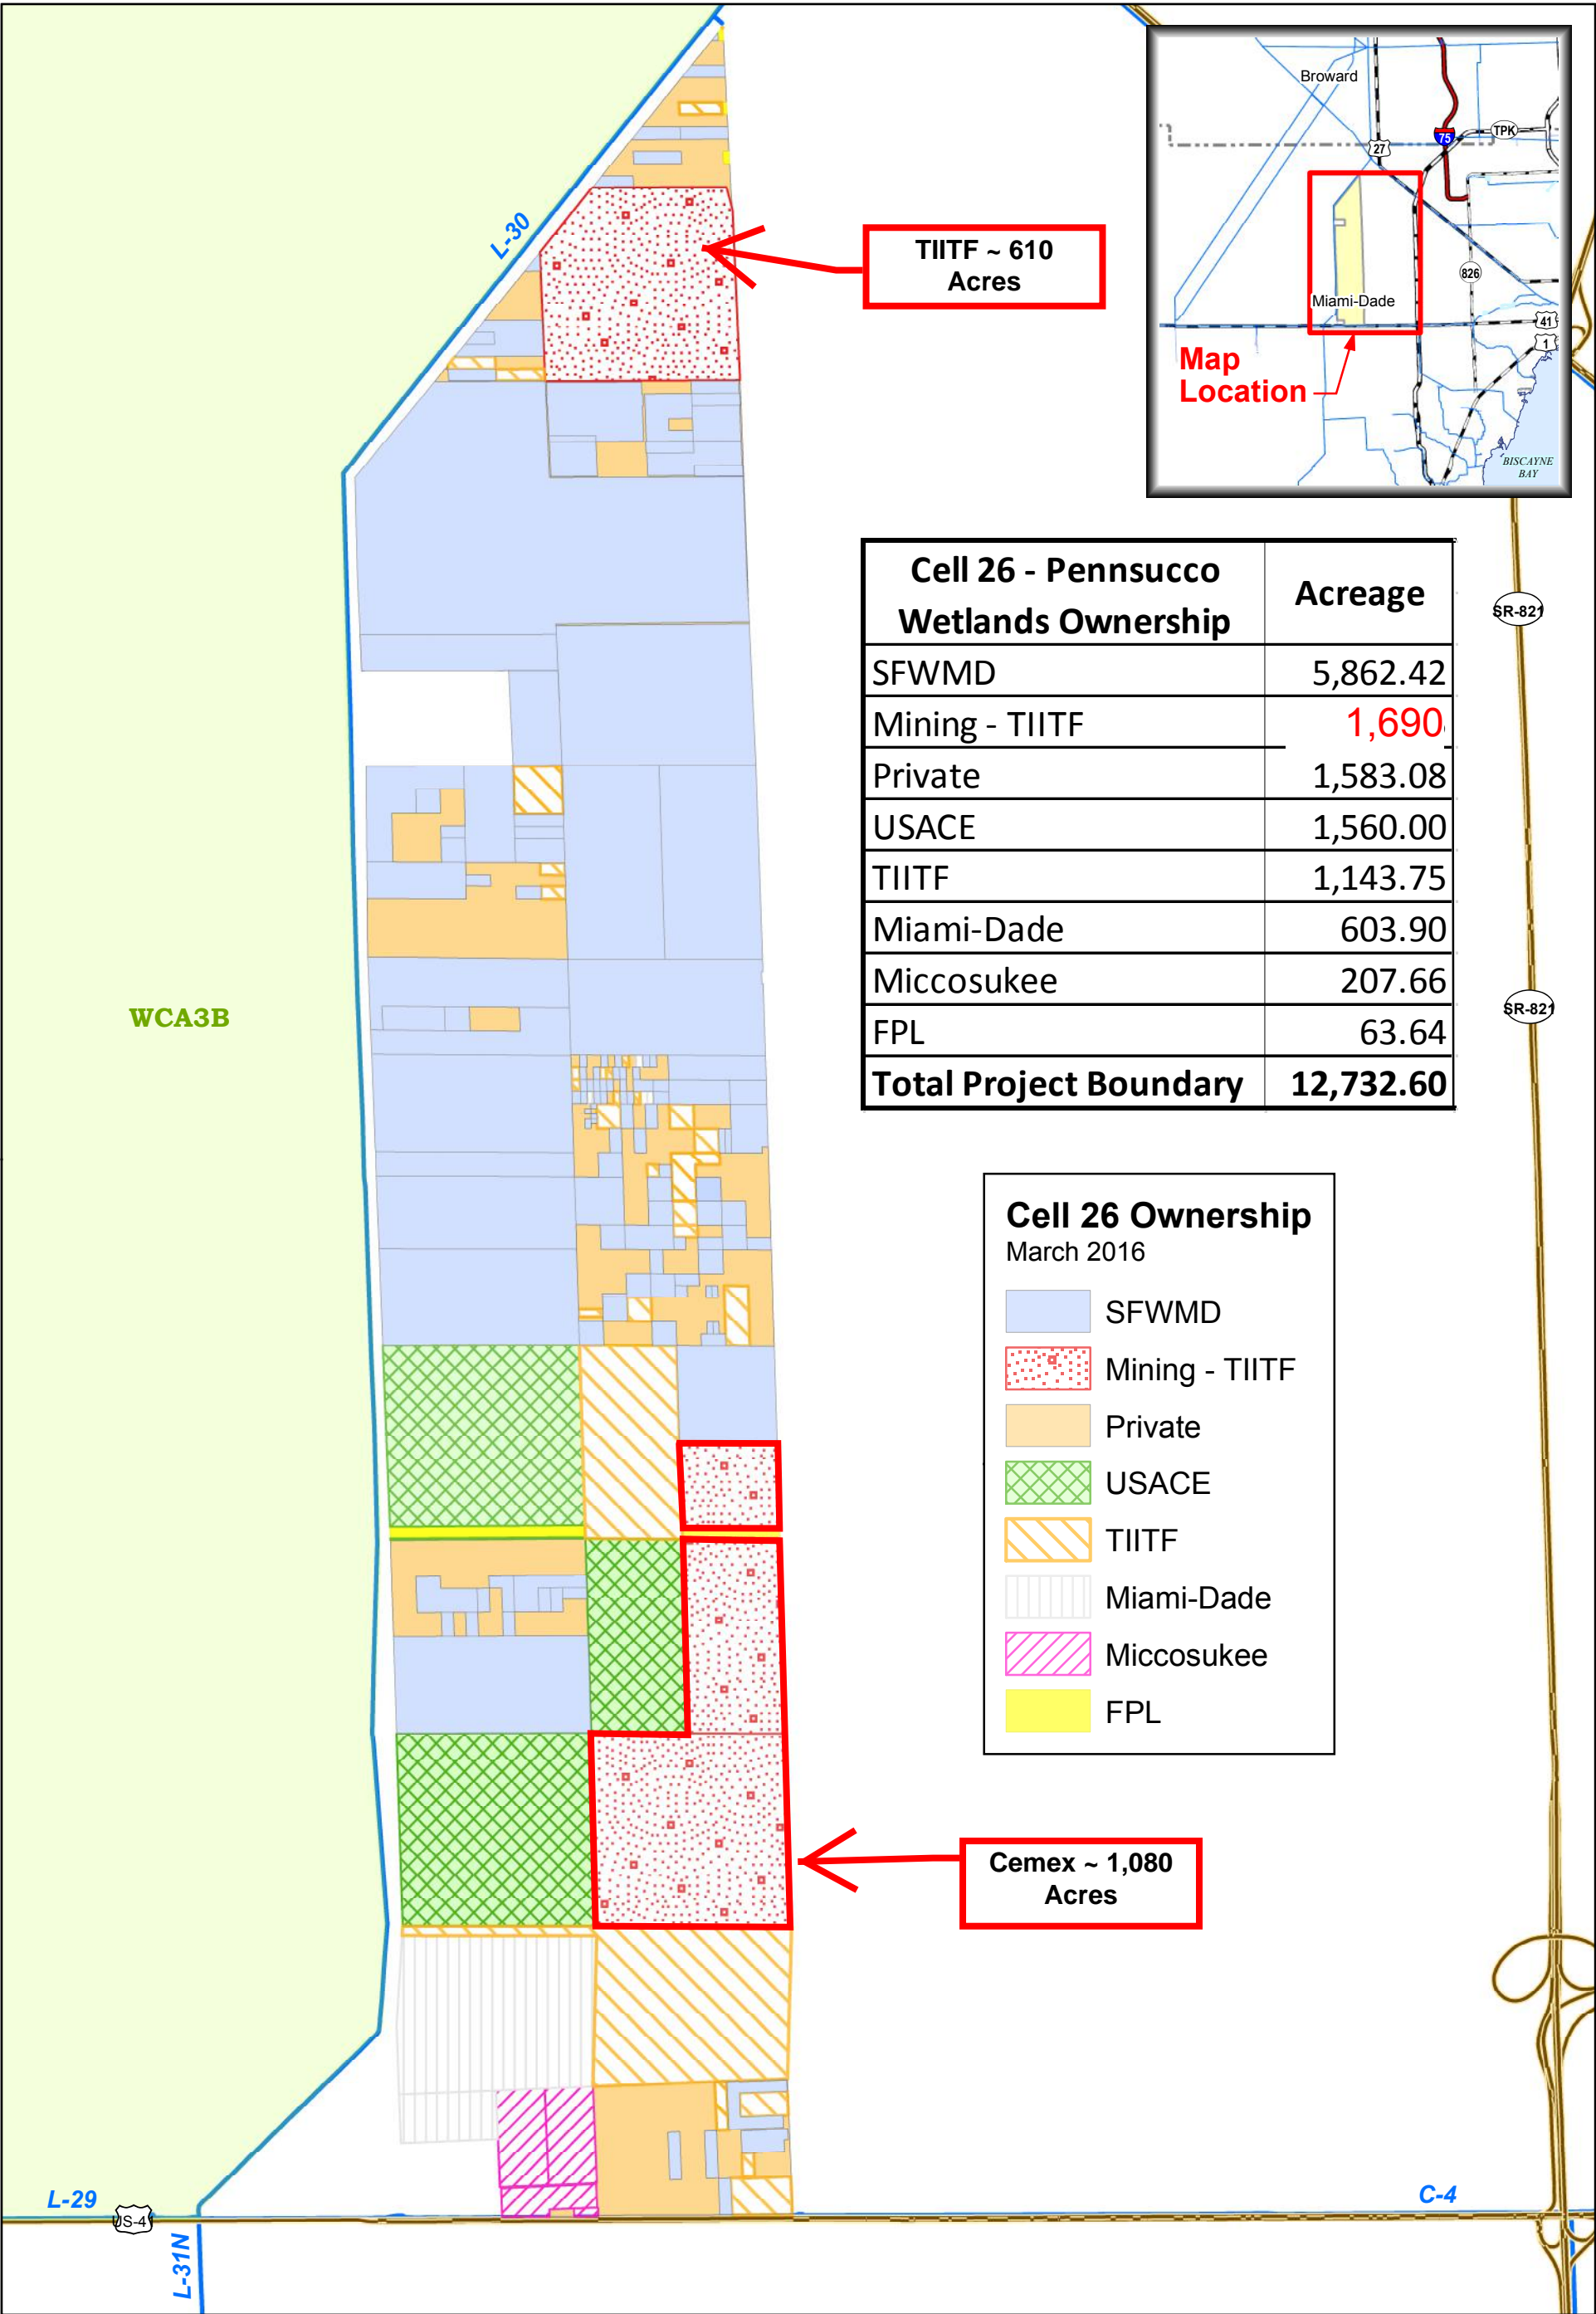 Broward
TPK
75
27
826
Miami-Dade
41
1
Map
Location
BISCAYNE
BAY
L-30
TIITF ~ 610
Acres
Cell 26 - Pennsucco
Wetlands Ownership
Acreage
SFWMD 5,862.42
Mining - TIITF 1,690
Private 1,583.08
USACE 1,560.00
TIITF 1,143.75
Miami-Dade 603.90
Miccosukee 207.66
FPL 63.64
Total Project Boundary 12,732.60
SR-821
SR-821
WCA3B
Cell 26 Ownership
March 2016
SFWMD
Mining - TIITF
Private
USACE
TIITF
Miami-Dade
Miccosukee
FPL
Cemex ~ 1,080
Acres
L-29
US-4
C-4
L-31N